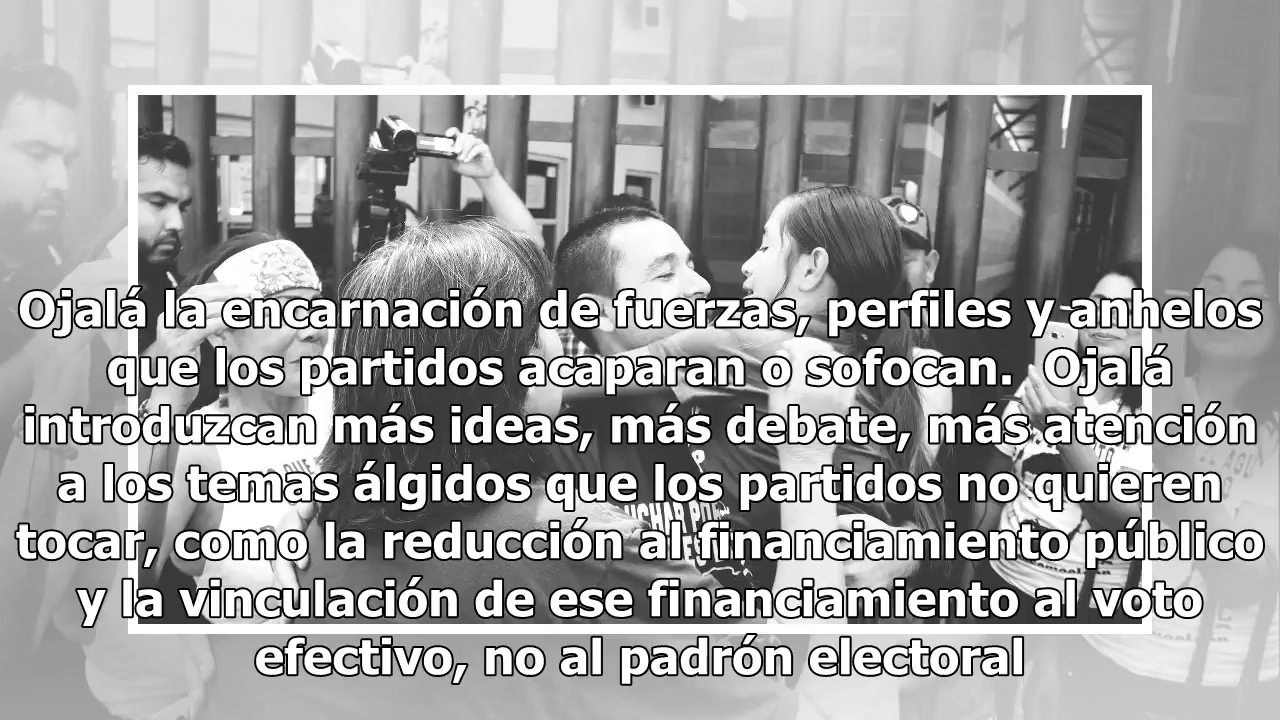 Ojalá la encarnación de fuerzas, perfiles y anhelos
que los partidos acaparan o sofocan.  Ojalá
introduzcan más ideas, más debate, más atención
a los temas álgidos que los partidos no quieren
tocar, como la reducción al financiamiento público
y la vinculación de ese financiamiento al voto
efectivo, no al padrón electoral